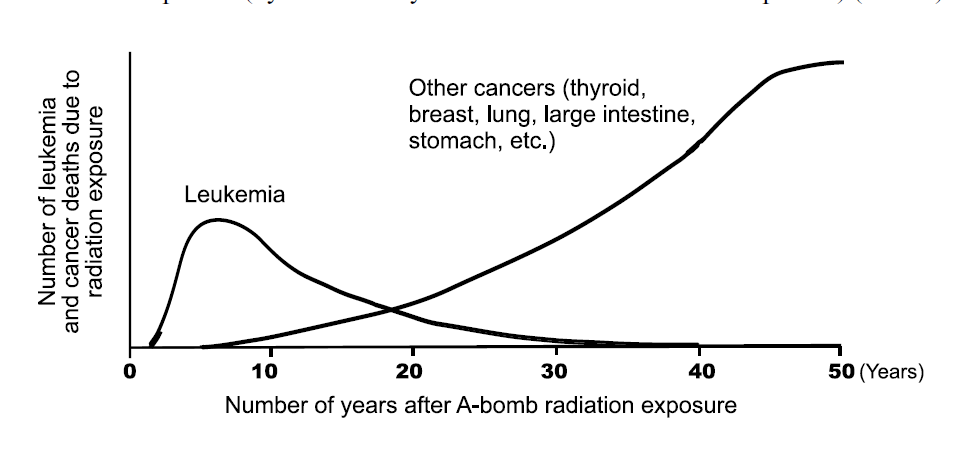 Other cancers (thyroid,
breast, lung, large intestine,
stomach, etc.)
Leukemia
Number of leukemia
and cancer deaths due to
radiation exposure
0 10 20 30 40 50 (Years)
Number of years after A-bomb radiation exposure